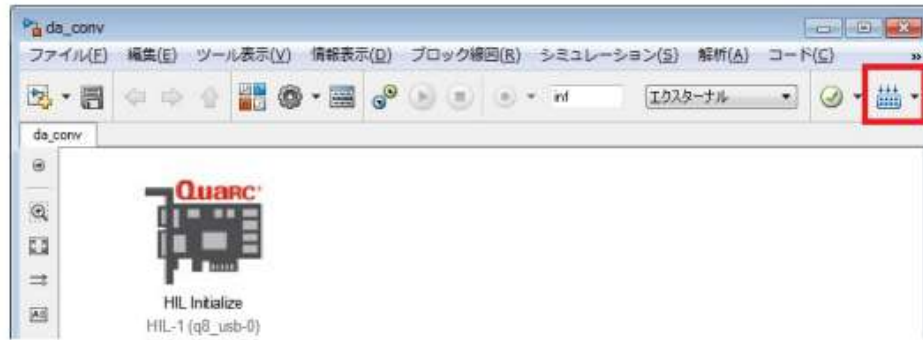 da_conv
ファイル(F) 編集(E) ツール表示(V) 情報表示(D) ブロック線図(R) シミュレーション(S) 解析(A) コード(C) »
inf エクスターナル
da_conv
QUARC
HIL Initialize
HIL-1 (q8_usb-0)